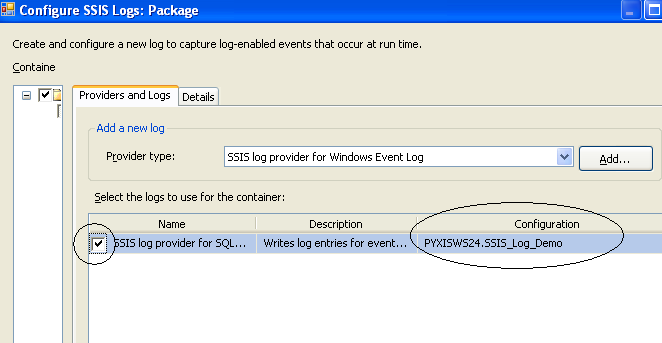 Configure SSIS Logs: Package
Create and configure a new log to capture log-enabled events that occur at run time.
Containe
Providers and Logs
Details
Add a new log
Provider type:
SSIS log provider for Windows Event Log
Add...
Select the logs to use for the container:
Name Description Configuration
SSIS log provider for SQL... Writes log entries for event... PYXISWS24.SSIS_Log_Demo